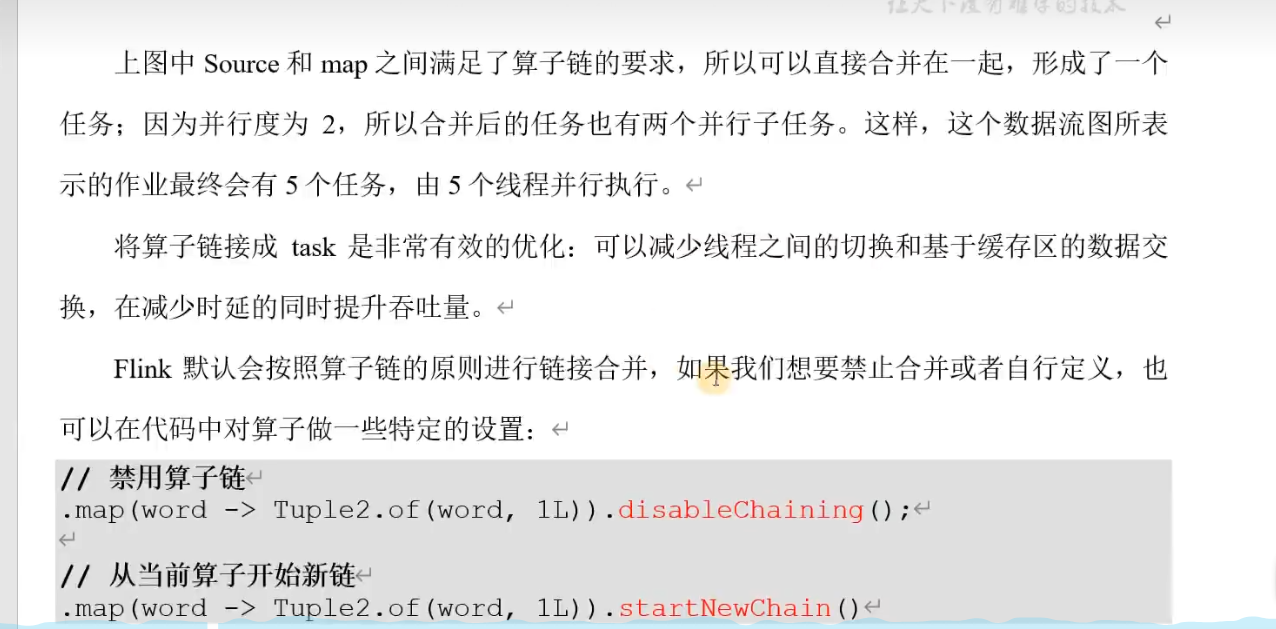 上图中 Source 和 map 之间满足了算子链的要求，所以可以直接合并在一起，形成了一个
任务；因为并行度为 2，所以合并后的任务也有两个并行子任务。这样，这个数据流图所表
示的作业最终会有 5 个任务，由 5 个线程并行执行。
将算子链接成 task 是非常有效的优化：可以减少线程之间的切换和基于缓存区的数据交
换，在减少时延的同时提升吞吐量。
Flink 默认会按照算子链的原则进行链接合并，如果我们想要禁止合并或者自行定义，也
可以在代码中对算子做一些特定的设置：
// 禁用算子链
.map(word -> Tuple2.of(word, 1L)).disableChaining();
// 从当前算子开始新链
.map(word -> Tuple2.of(word, 1L)).startNewChain()